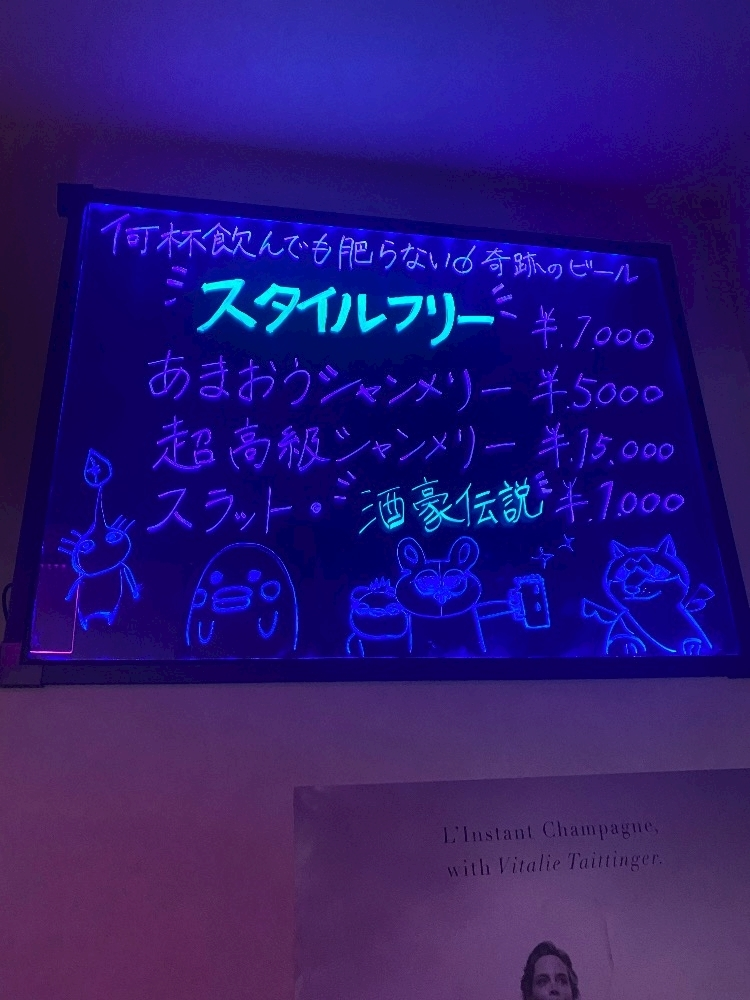 何杯飲んでも肥らない 奇跡のビール
スタイルフリー ¥.1000
あまおうシャンメリー ¥.5000
超高級シャンメリー ¥.15.000
スラット・酒豪伝説 ¥.1.000
L'Instant Champagne,
with Vitalie Taittinger.